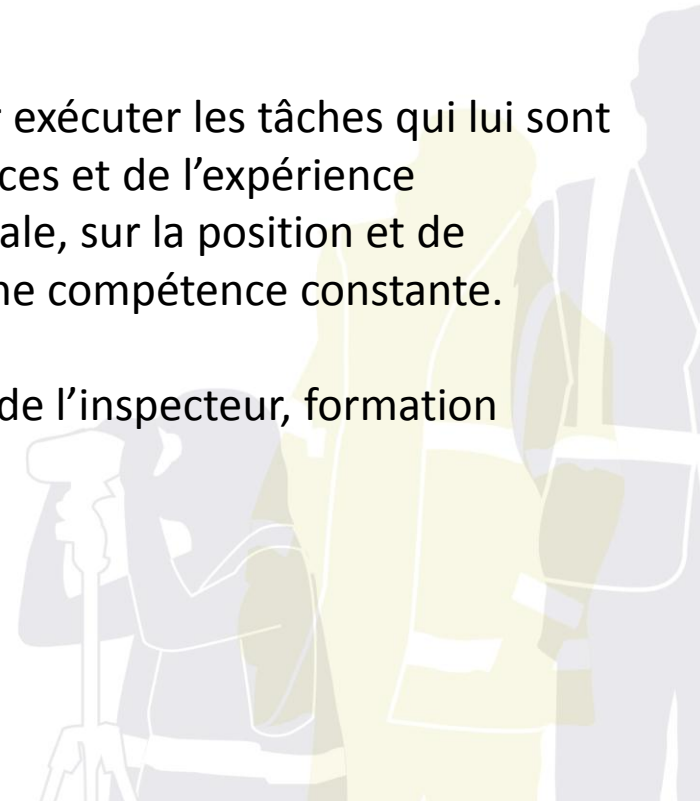 exécuter les tâches qui lui sont
ces et de l’expérience
ale, sur la position et de
ne compétence constante.
de l’inspecteur, formation